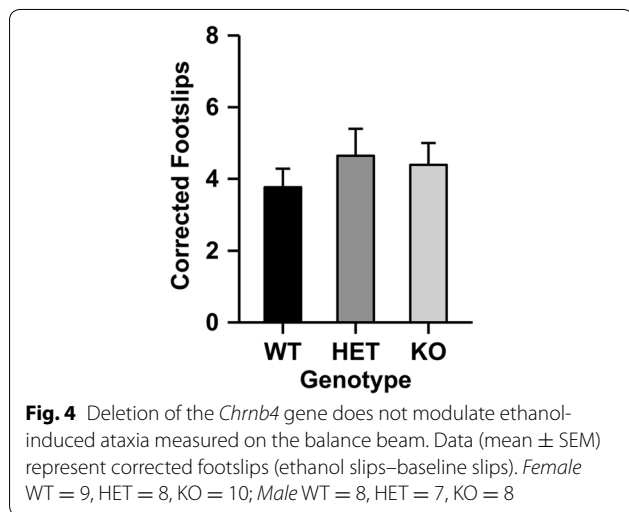 8
6
4
2
0
Corrected Footslips
WT HET KO
Genotype
Fig. 4 Deletion of the Chrnb4 gene does not modulate ethanol-
induced ataxia measured on the balance beam. Data (mean ± SEM)
represent corrected footslips (ethanol slips–baseline slips). Female
WT = 9, HET = 8, KO = 10; Male WT = 8, HET = 7, KO = 8